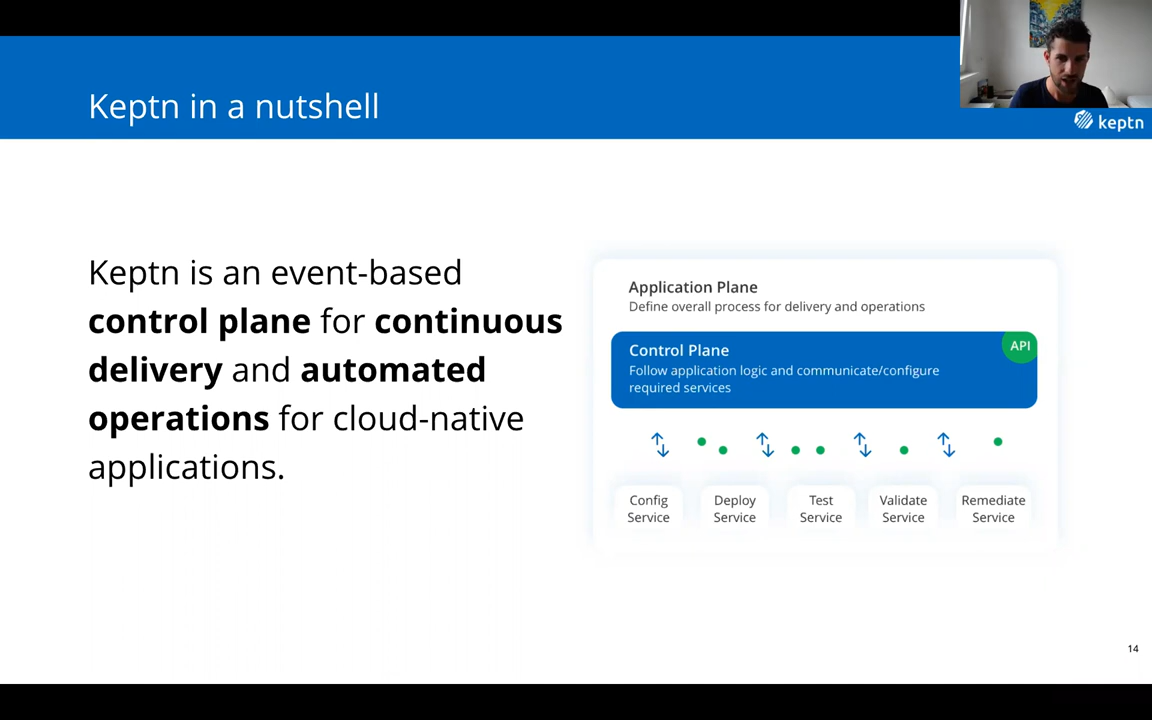 Keptn in a nutshell
keptn
Keptn is an event-based
control plane for continuous
delivery and automated
operations for cloud-native
applications.
Application Plane
Define overall process for delivery and operations
Control Plane
API
Follow application logic and communicate/configure
required services
Config
Service
Deploy
Service
Test
Service
Validate
Service
Remediate
Service
14